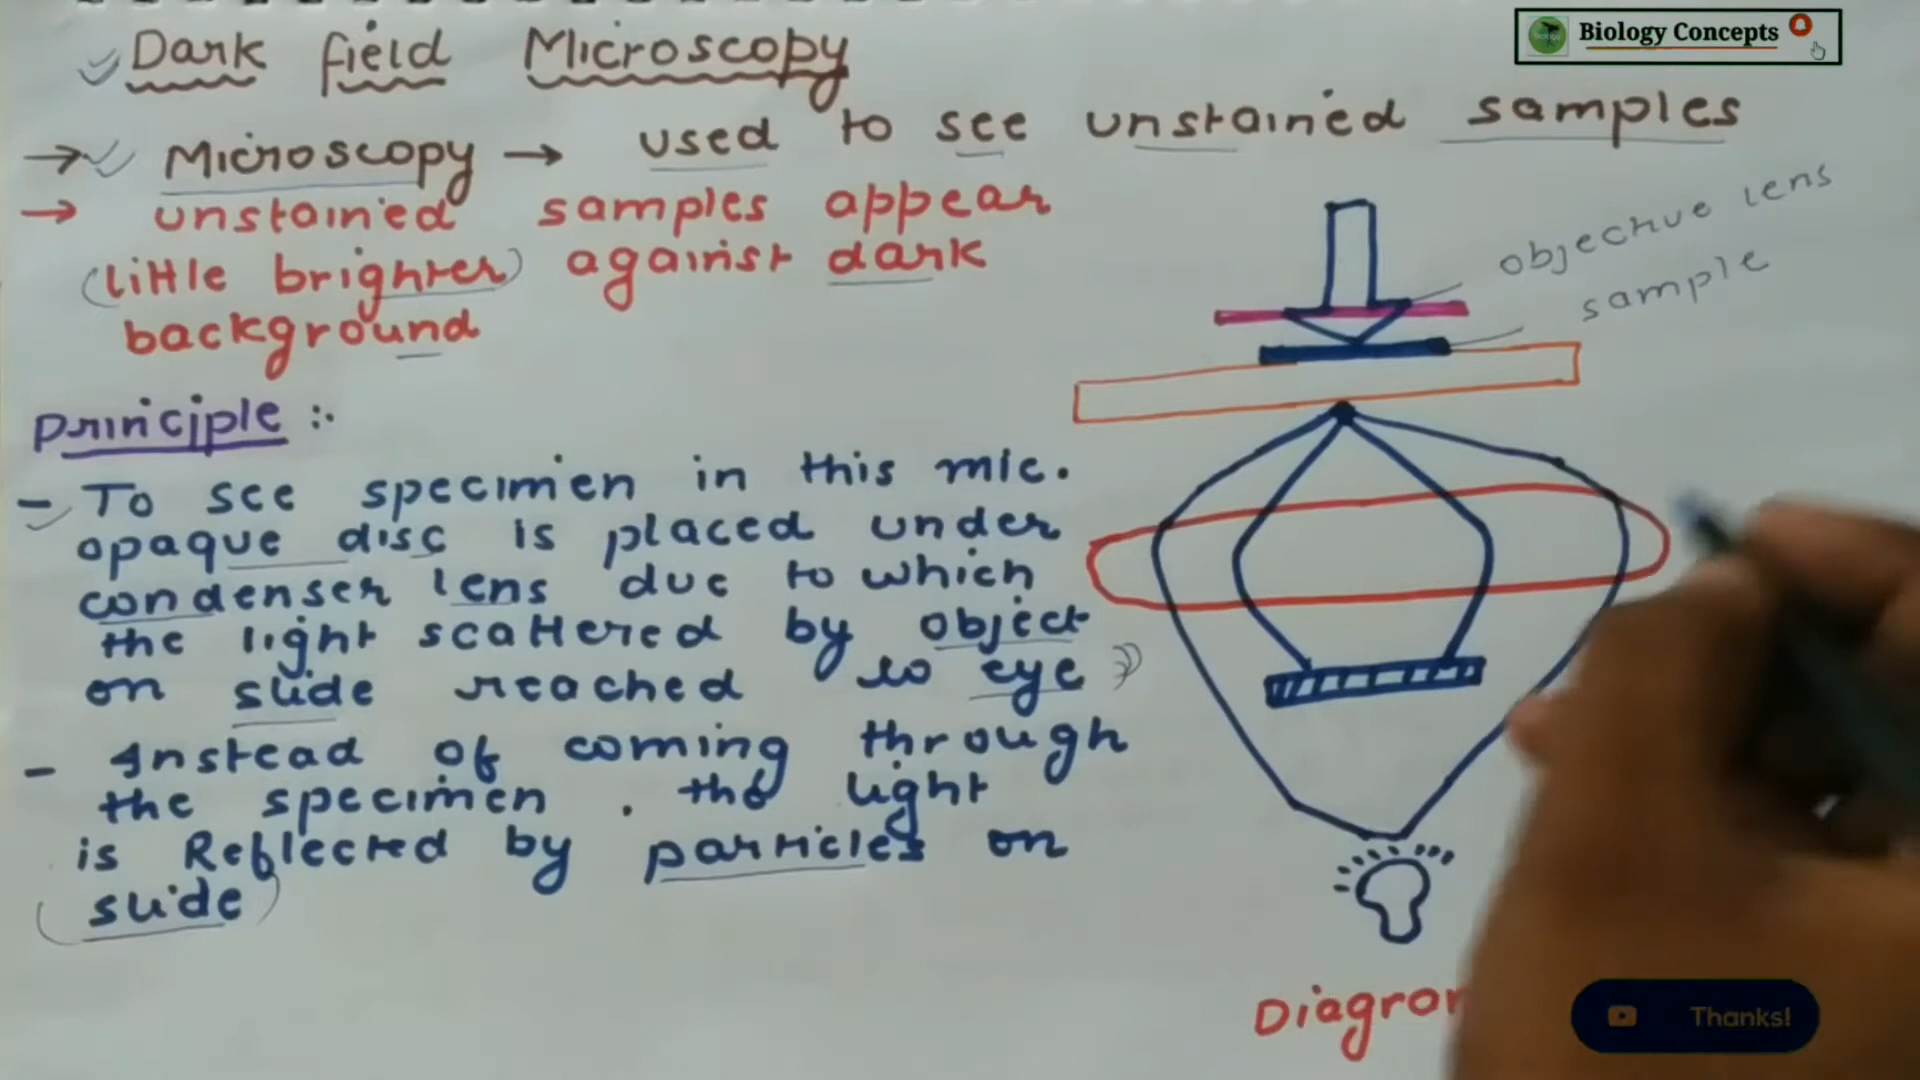 Dark field Microscopy
Biology Concepts
→ Microscopy → used to see unstained samples
→ unstained samples appear
(little brighter) against dark
background
objective lens
sample
Principle :-
- To see specimen in this mic.
opaque disc is placed under
condenser lens due to which
the light scattered by object
on slide reached to eye
- Instead of coming through
the specimen . the light
is Reflected by particles on
slide
Thanks!